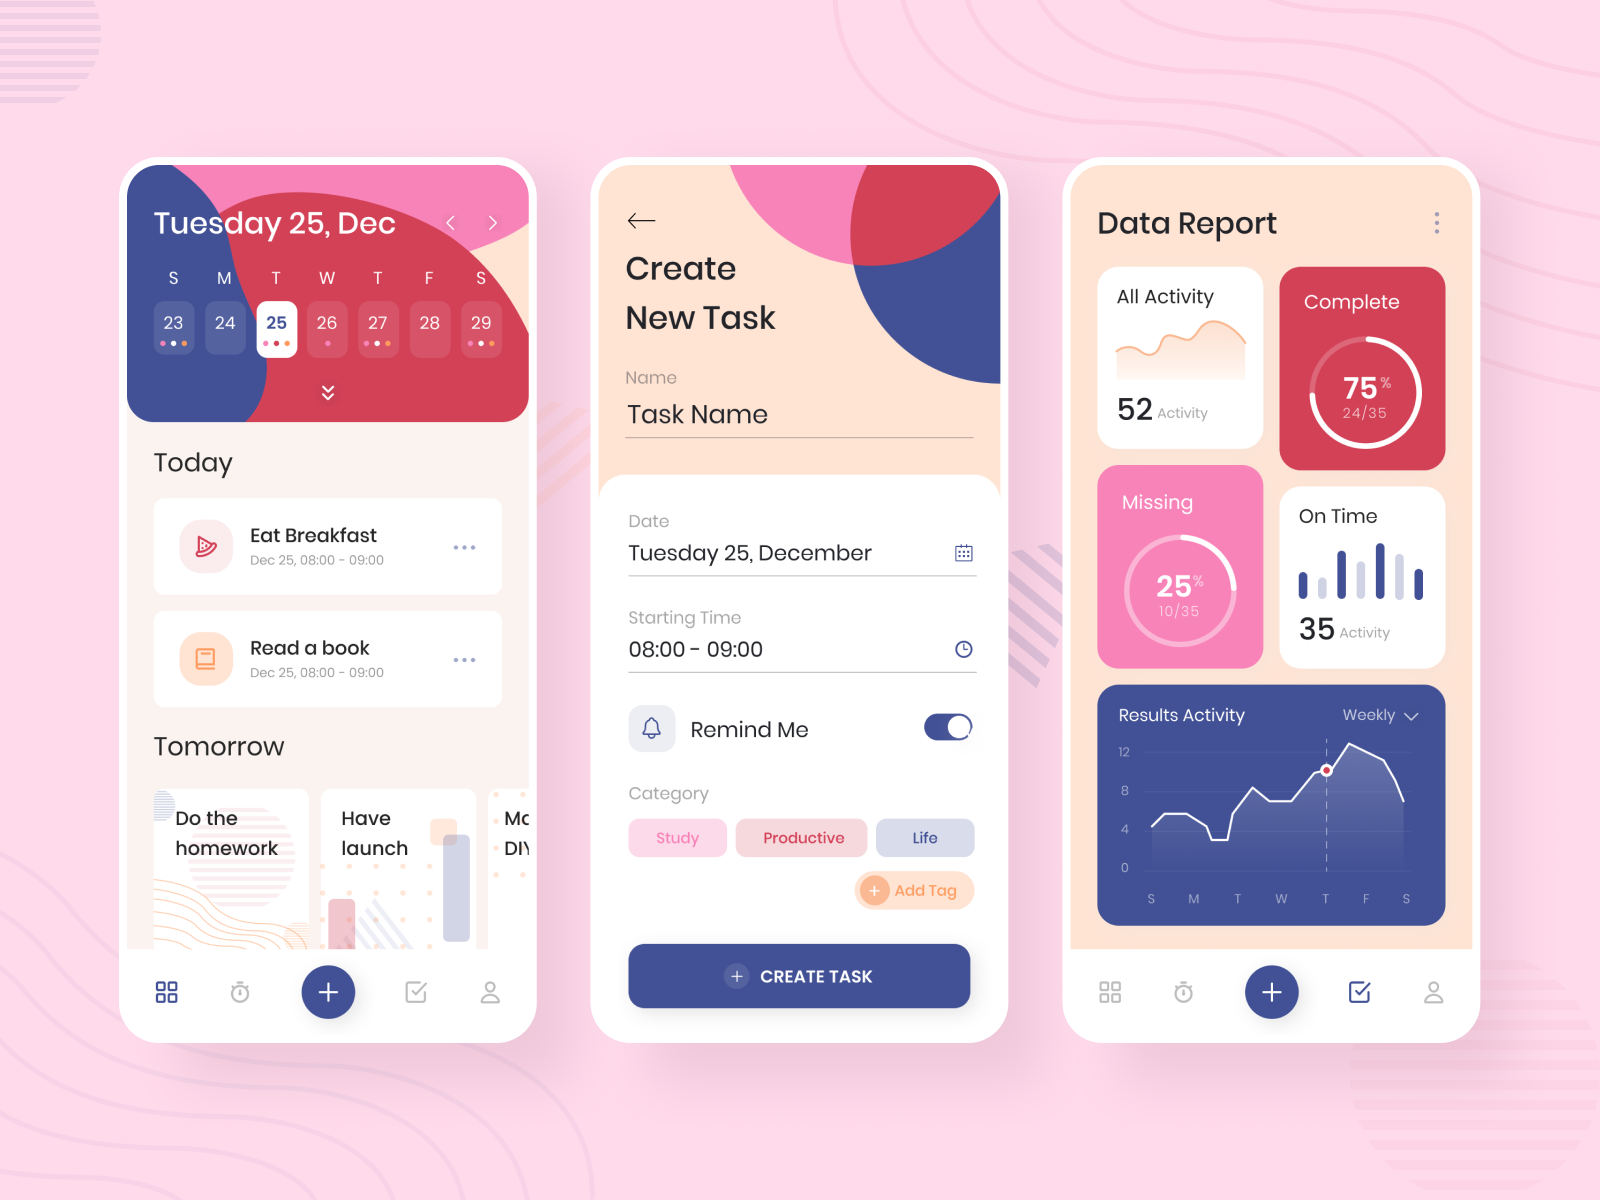 Tuesday 25, Dec
S M T W T F S
23 24 25 26 27 28 29
Today
Eat Breakfast
Dec 25, 08:00 - 09:00
Read a book
Dec 25, 08:00 - 09:00
Tomorrow
Do the
homework
Have
launch
DIY
Create
New Task
Name
Task Name
Date
Tuesday 25, December
Starting Time
08:00 - 09:00
Remind Me
Category
Study
Productive
Life
+ Add Tag
+ CREATE TASK
Data Report
All Activity
52 Activity
Complete
75%
24/35
Missing
25%
10/35
On Time
35 Activity
Results Activity
Weekly
12
8
4
0
S M T W T F S